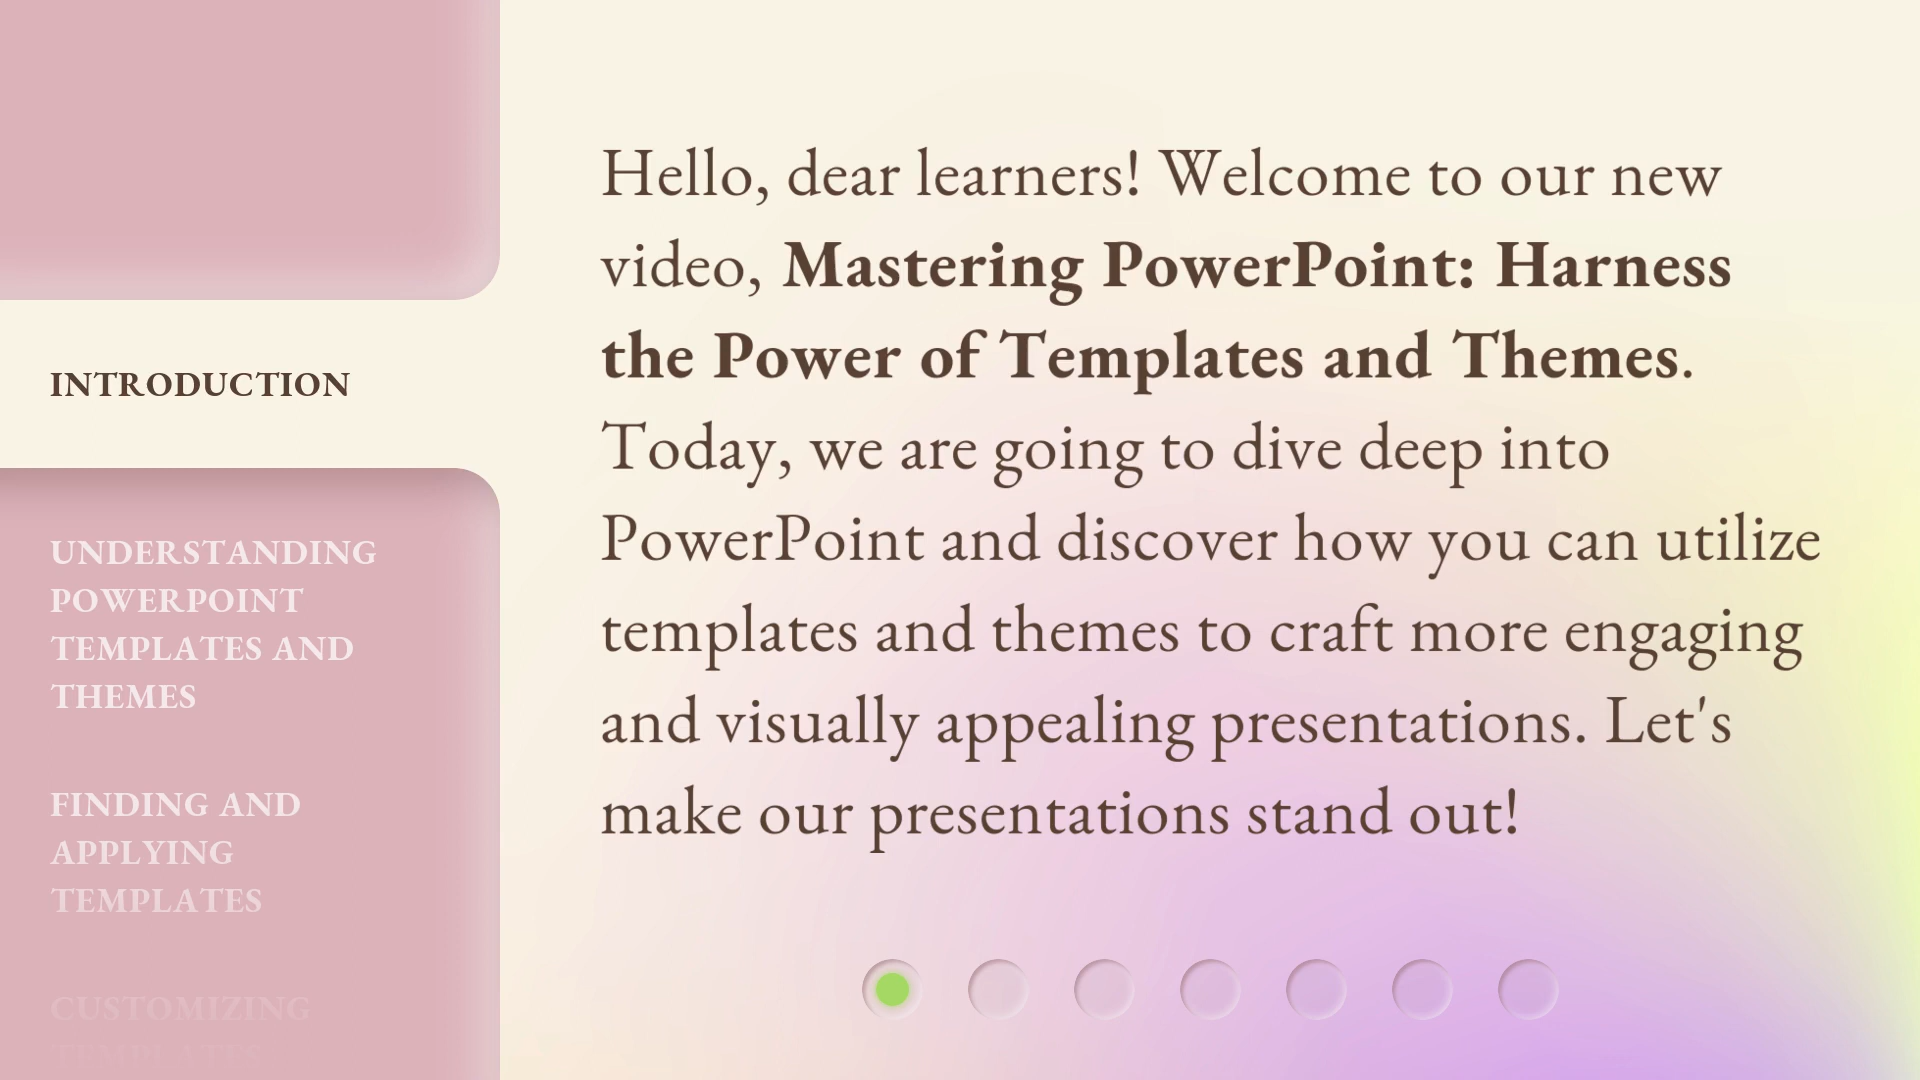 INTRODUCTION
UNDERSTANDING
POWERPOINT
TEMPLATES AND
THEMES
FINDING AND
APPLYING
TEMPLATES
CUSTOMIZING
TEMPLATES
Hello, dear learners! Welcome to our new
video, Mastering PowerPoint: Harness
the Power of Templates and Themes.
Today, we are going to dive deep into
PowerPoint and discover how you can utilize
templates and themes to craft more engaging
and visually appealing presentations. Let's
make our presentations stand out!